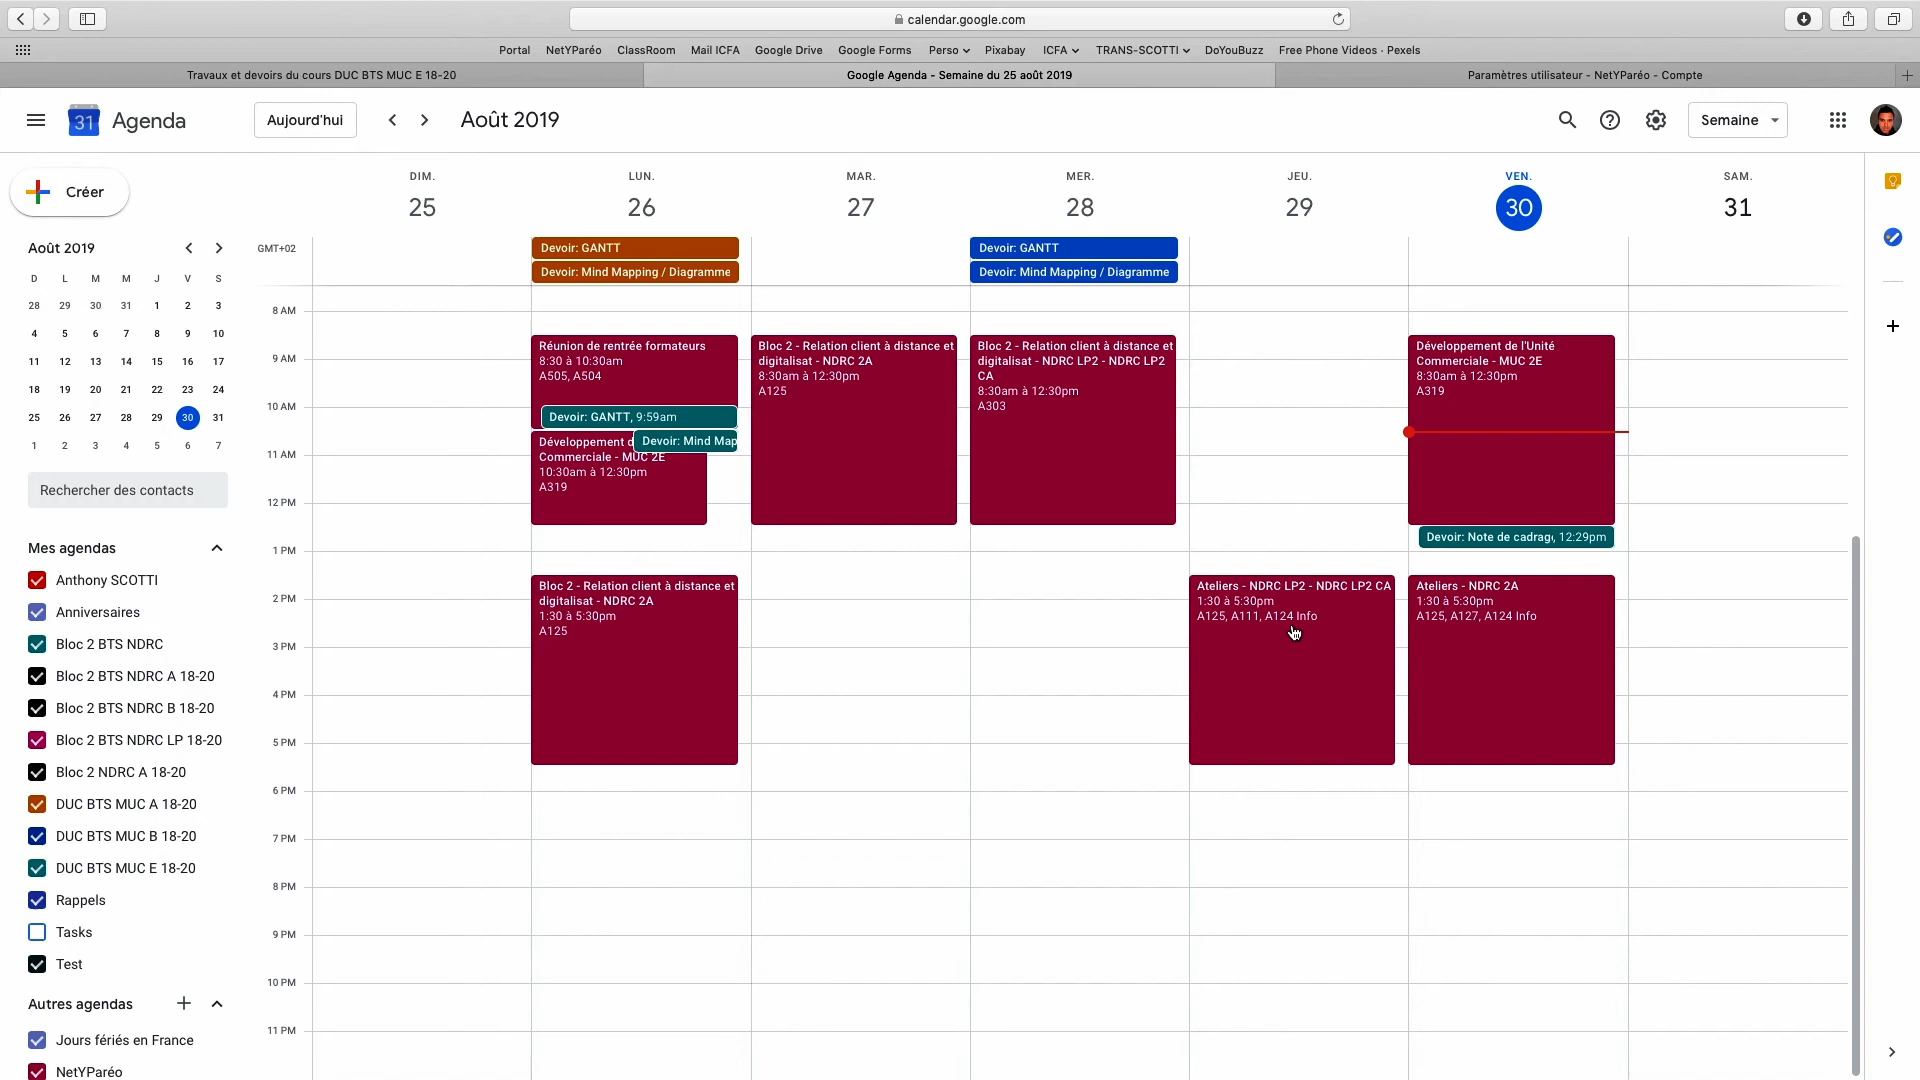 calendar.google.com
Portal NetYParéo ClassRoom Mail ICFA Google Drive Google Forms Perso Pixabay ICFA TRANS-SCOTTI DoYouBuzz Free Phone Videos · Pexels
Travaux et devoirs du cours DUC BTS MUC E 18-20
Google Agenda - Semaine du 25 août 2019
Paramètres utilisateur - NetYParéo - Compte
31 Agenda
Aujourd'hui
Août 2019
Semaine
Créer
Août 2019
D L M M J V S
28 29 30 31 1 2 3
4 5 6 7 8 9 10
11 12 13 14 15 16 17
18 19 20 21 22 23 24
25 26 27 28 29 30 31
1 2 3 4 5 6 7
Rechercher des contacts
Mes agendas
Anthony SCOTTI
Anniversaires
Bloc 2 BTS NDRC
Bloc 2 BTS NDRC A 18-20
Bloc 2 BTS NDRC B 18-20
Bloc 2 BTS NDRC LP 18-20
Bloc 2 NDRC A 18-20
DUC BTS MUC A 18-20
DUC BTS MUC B 18-20
DUC BTS MUC E 18-20
Rappels
Tasks
Test
Autres agendas
Jours fériés en France
NetYParéo
DIM. LUN. MAR. MER. JEU. VEN. SAM.
25 26 27 28 29 30 31
GMT+02
Devoir: GANTT
Devoir: Mind Mapping / Diagramme
Devoir: GANTT
Devoir: Mind Mapping / Diagramme
8 AM
9 AM
10 AM
11 AM
12 PM
1 PM
2 PM
3 PM
4 PM
5 PM
6 PM
7 PM
8 PM
9 PM
10 PM
11 PM
Réunion de rentrée formateurs
8:30 à 10:30am
A505, A504
Devoir: GANTT, 9:59am
Devoir: Mind Map
Développement d
Commerciale - MUC 2E
10:30am à 12:30pm
A319
Bloc 2 - Relation client à distance et
digitalisat - NDRC 2A
1:30 à 5:30pm
A125
Bloc 2 - Relation client à distance et
digitalisat - NDRC 2A
8:30am à 12:30pm
A125
Bloc 2 - Relation client à distance et
digitalisat - NDRC LP2 - NDRC LP2
CA
8:30am à 12:30pm
A303
Ateliers - NDRC LP2 - NDRC LP2 CA
1:30 à 5:30pm
A125, A111, A124 Info
Développement de l'Unité
Commerciale - MUC 2E
8:30am à 12:30pm
A319
Devoir: Note de cadrag, 12:29pm
Ateliers - NDRC 2A
1:30 à 5:30pm
A125, A127, A124 Info